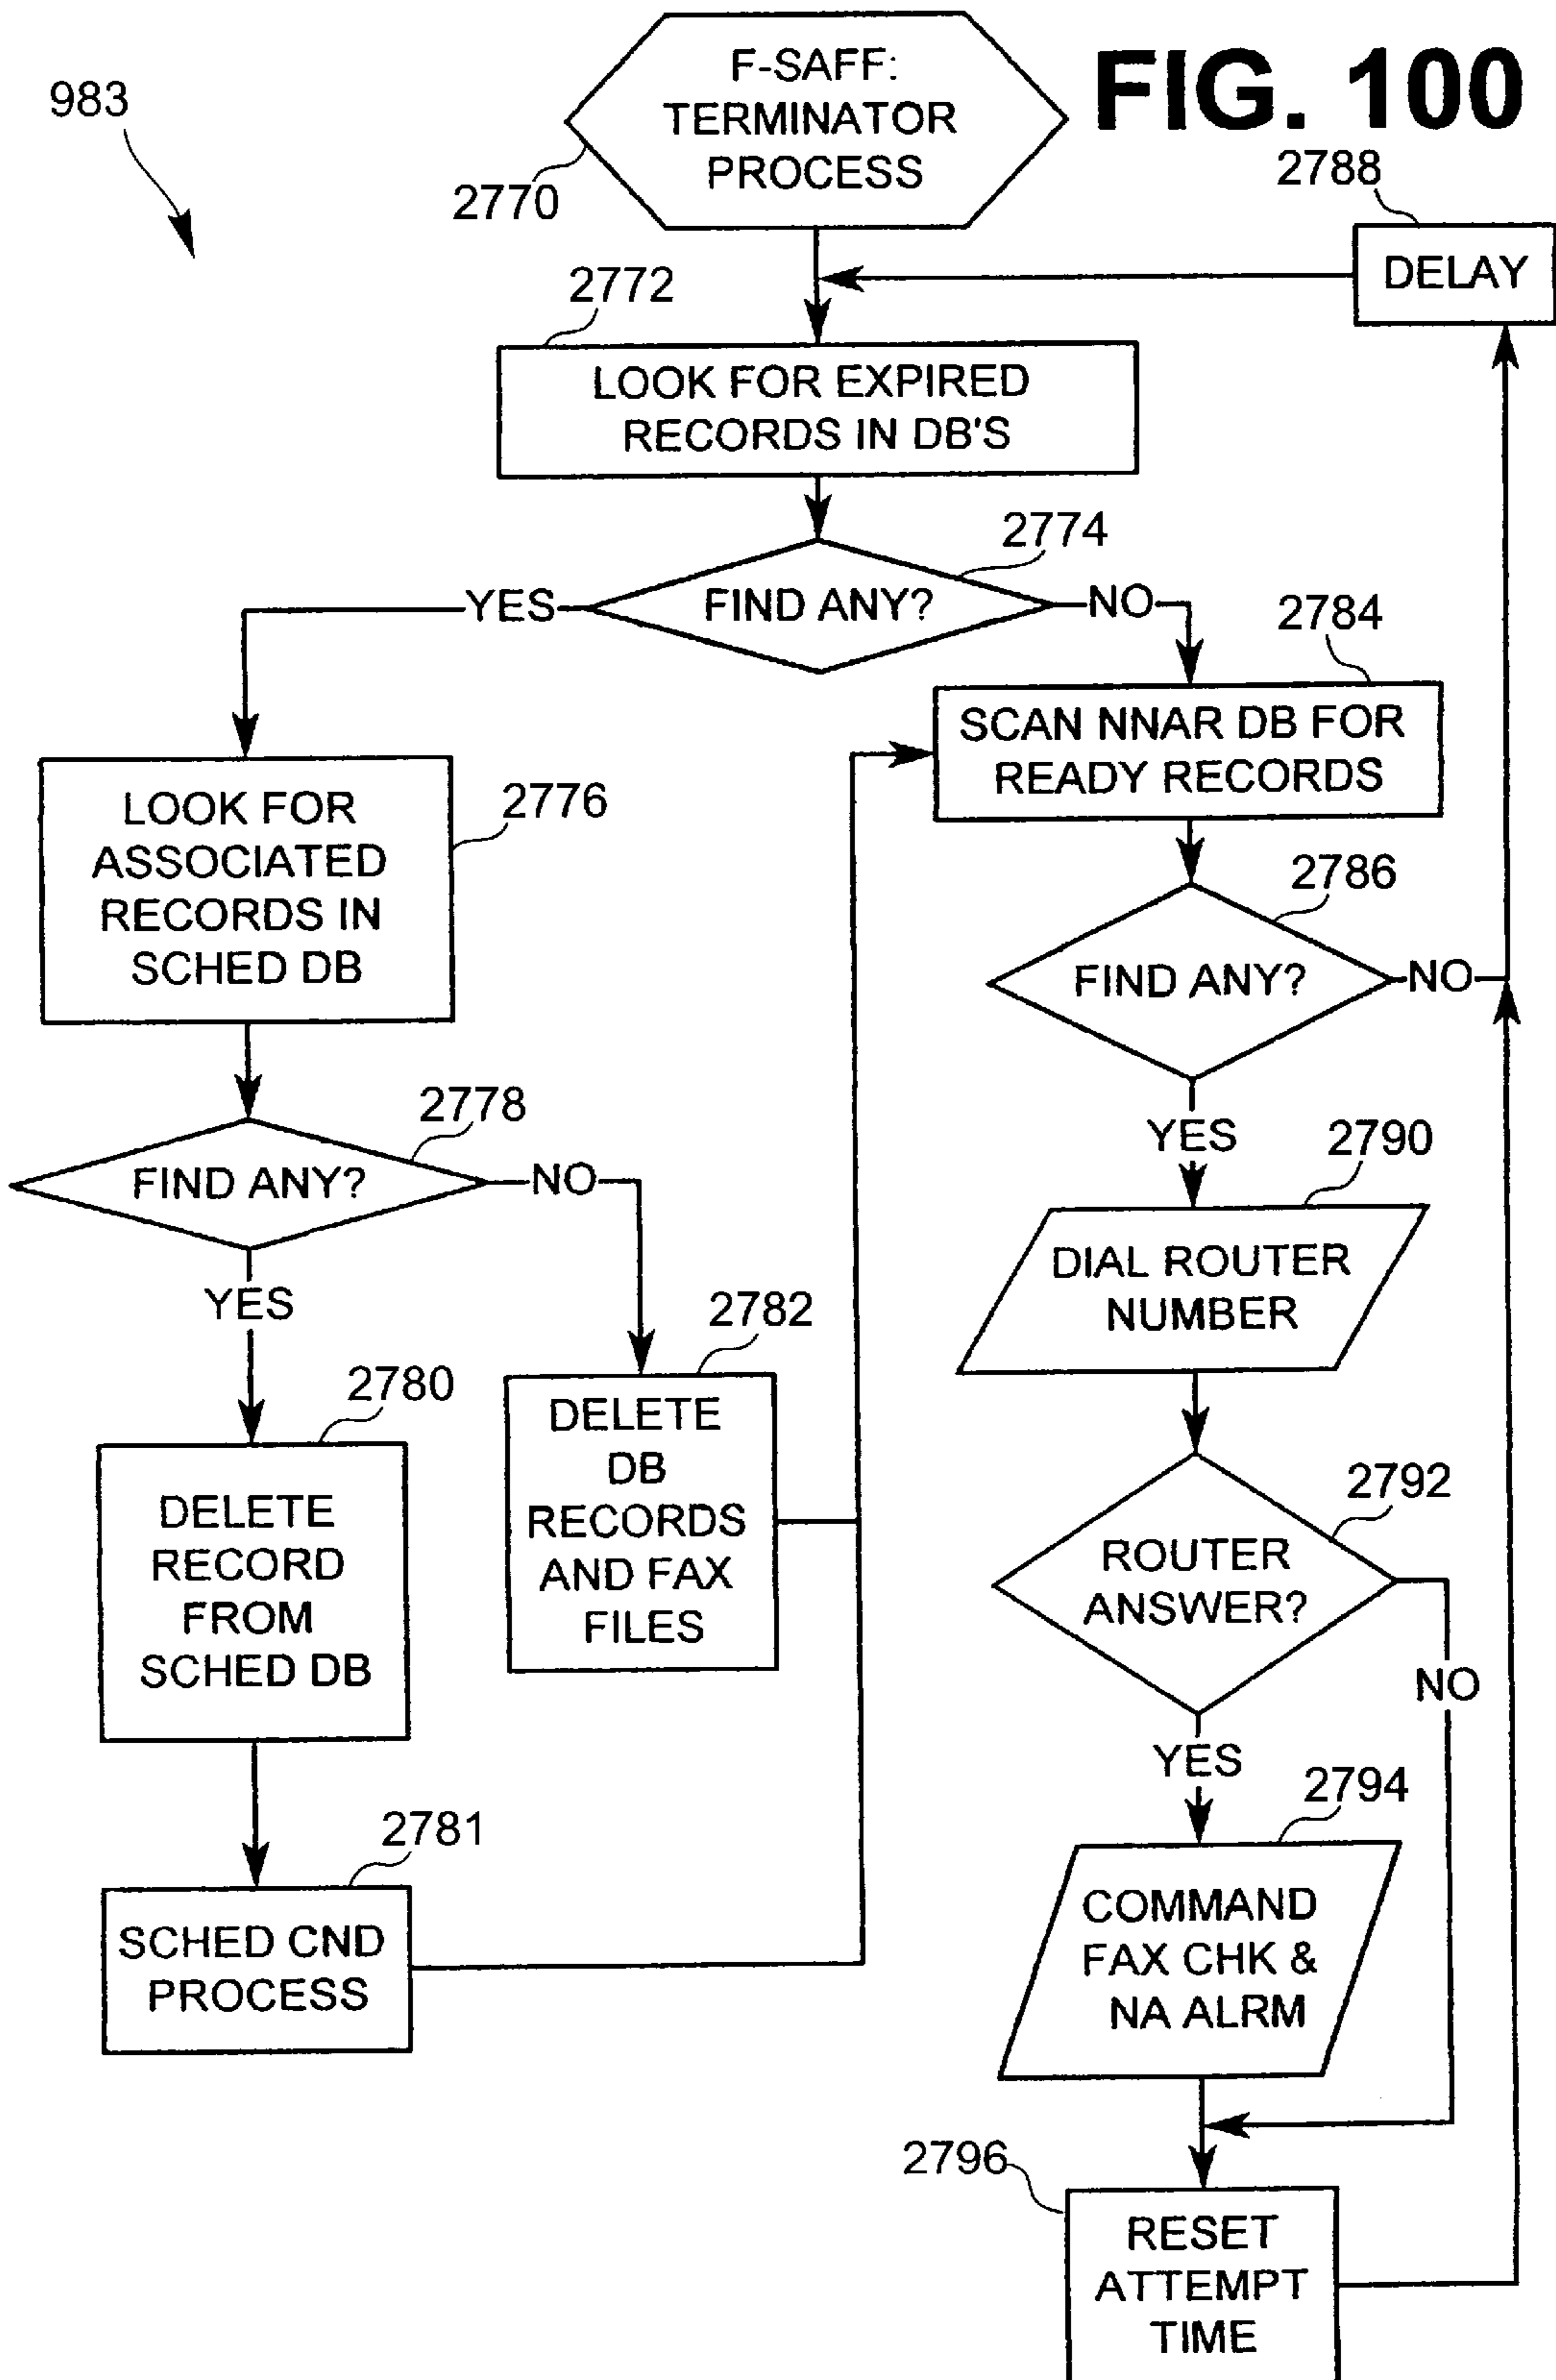 FIG. 100
983
F-SAFF:
TERMINATOR
PROCESS
2770
2788
DELAY
2772
LOOK FOR EXPIRED
RECORDS IN DB'S
2774
YES
FIND ANY?
NO
2784
SCAN NNAR DB FOR
READY RECORDS
LOOK FOR
ASSOCIATED
RECORDS IN
SCHED DB
2776
2786
FIND ANY?
NO
2778
FIND ANY?
NO
YES
YES
2790
DIAL ROUTER
NUMBER
2782
DELETE
DB
RECORDS
AND FAX
FILES
2780
DELETE
RECORD
FROM
SCHED DB
2792
ROUTER
ANSWER?
NO
YES
2781
SCHED CND
PROCESS
2794
COMMAND
FAX CHK &
NA ALRM
2796
RESET
ATTEMPT
TIME